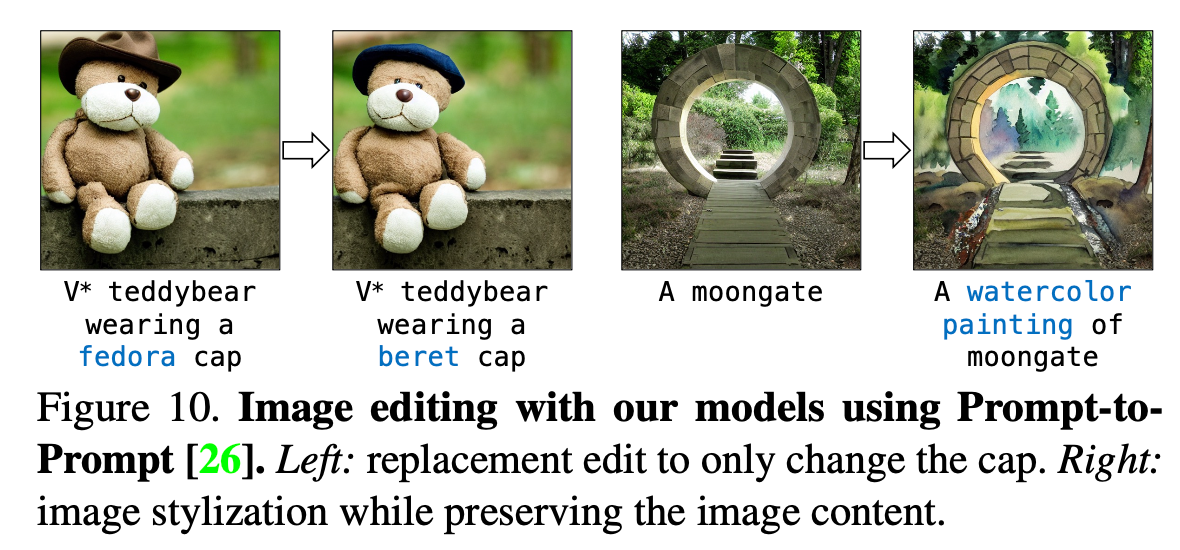 V* teddybear
wearing a
fedora cap
V* teddybear
wearing a
beret cap
A moongate
A watercolor
painting of
moongate
Figure 10. Image editing with our models using Prompt-to-
Prompt [26]. Left: replacement edit to only change the cap. Right:
image stylization while preserving the image content.